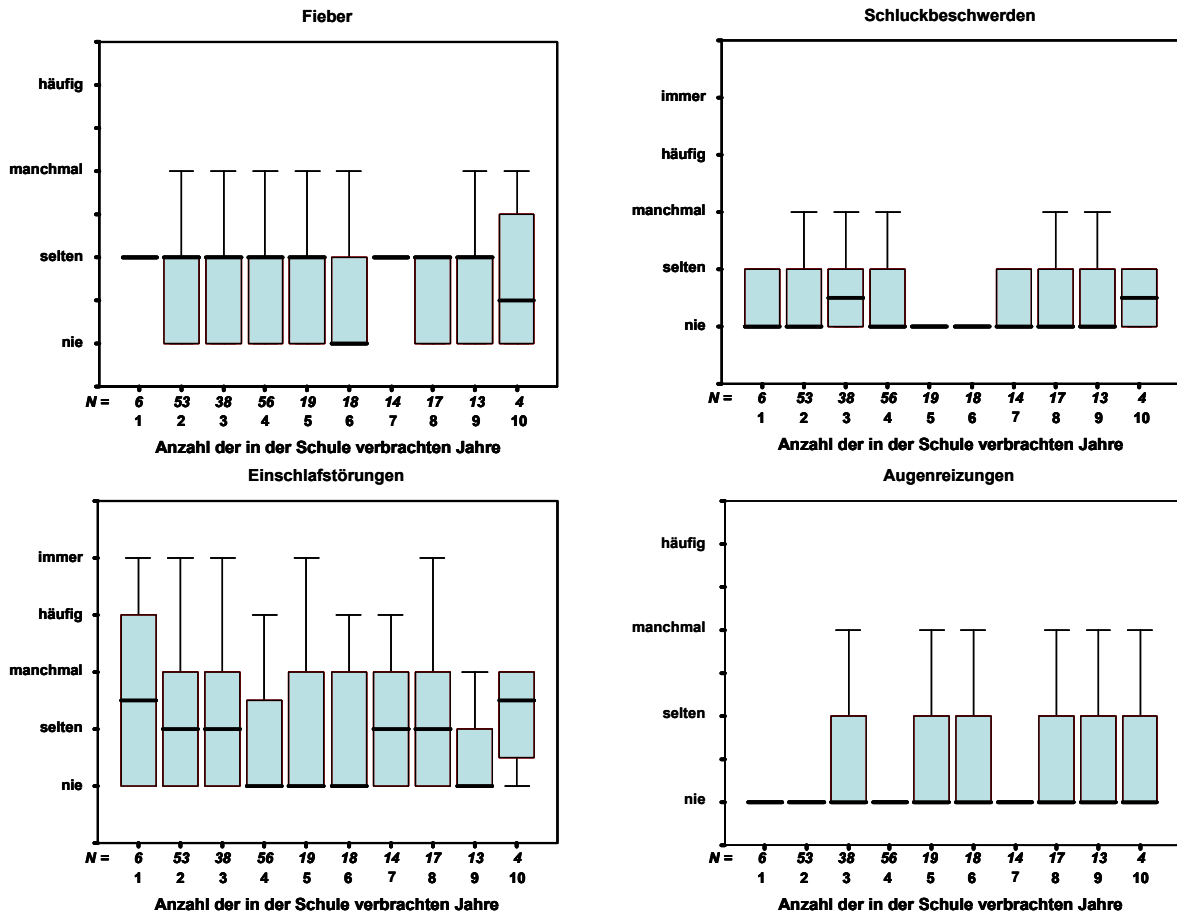 Fieber
häufig
manchmal
selten
nie
N = 6 53 38 56 19 18 14 17 13 4
1 2 3 4 5 6 7 8 9 10
Anzahl der in der Schule verbrachten Jahre
Schluckbeschwerden
immer
häufig
manchmal
selten
nie
N = 6 53 38 56 19 18 14 17 13 4
1 2 3 4 5 6 7 8 9 10
Anzahl der in der Schule verbrachten Jahre
Einschlafstörungen
immer
häufig
manchmal
selten
nie
N = 6 53 38 56 19 18 14 17 13 4
1 2 3 4 5 6 7 8 9 10
Anzahl der in der Schule verbrachten Jahre
Augenreizungen
häufig
manchmal
selten
nie
N = 6 53 38 56 19 18 14 17 13 4
1 2 3 4 5 6 7 8 9 10
Anzahl der in der Schule verbrachten Jahre